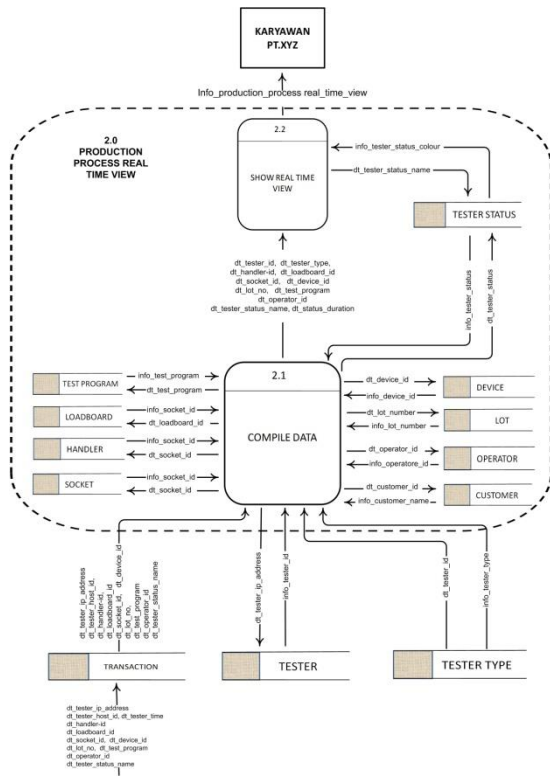 KARYAWAN
PT.XYZ
Info_production_process real_time_view
2.0
PRODUCTION
PROCESS REAL
TIME VIEW
2.2
SHOW REAL TIME
VIEW
info_tester_status_colour
dt_tester_status_name
TESTER STATUS
info_tester_status
dt_tester_status
dt_tester_id, dt_tester_type,
dt_handler-id, dt_loadboard_id
dt_socket_id, dt_device_id
dt_lot_no, dt_test_program
dt_operator_id
dt_tester_status_name, dt_status_duration
2.1
COMPILE DATA
TEST PROGRAM
info_test_program
dt_test_program
LOADBOARD
info_socket_id
dt_loadboard_id
HANDLER
info_socket_id
dt_socket_id
SOCKET
info_socket_id
dt_socket_id
dt_device_id
info_device_id
DEVICE
dt_lot_number
info_lot_number
LOT
dt_operator_id
info_operatore_id
OPERATOR
dt_customer_id
info_customer_name
CUSTOMER
dt_tester_ip_address
dt_tester_host_id,
dt_handler-id,
dt_loadboard_id
dt_socket_id, dt_device_id
dt_lot_no,
dt_test_program
dt_operator_id
dt_tester_status_name
dt_tester_ip_address
info_tester_id
dt_tester_id
info_tester_type
TRANSACTION
TESTER
TESTER TYPE
dt_tester_ip_address
dt_tester_host_id, dt_tester_time
dt_handler-id
dt_loadboard_id
dt_socket_id, dt_device_id
dt_lot_no, dt_test_program
dt_operator_id
dt_tester_status_name